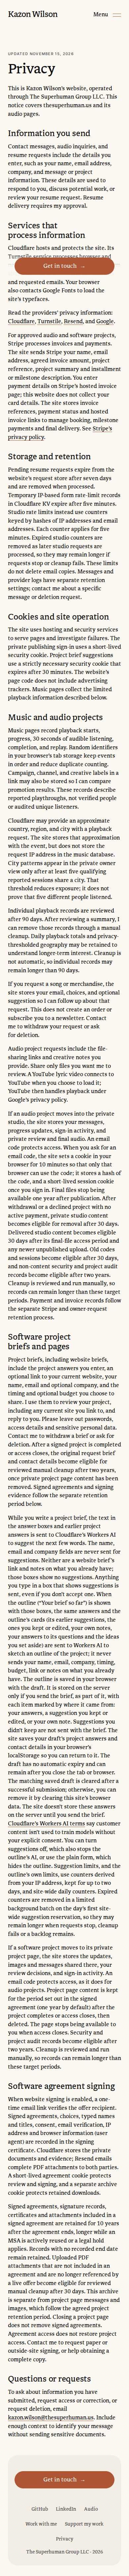 Kazon Wilson
Menu
UPDATED NOVEMBER 13, 2025
Privacy
This is Kazon Wilson's website, operated
through The Superhuman Group LLC. This
notice covers thesuperhuman.us and its
audio pages.
Information you send
Contact messages, audio inquiries, and
resume requests include the details you
enter, such as your name, email address,
company, and message or project
information. These details are used to
respond to you, discuss potential work, or
review your resume request. Resume
delivery requires my approval.
Services that
process information
Cloudflare hosts and protects the site. Its
Turnstile service processes browser and
Get in touch →
and requested emails. Your browser
also contacts Google Fonts to load the
site's typefaces.
Read the providers' privacy information:
Cloudflare, Turnstile, Resend, and Google.
For approved audio and software projects,
Stripe processes invoices and payments.
The site sends Stripe your name, email
address, agreed invoice amount, project
reference, project summary and installment
or milestone description. You enter
payment details on Stripe's hosted invoice
page; this website does not collect your
card details. The site stores invoice
references, payment status and hosted
invoice links to manage booking, milestone
payments and final delivery. See Stripe's
privacy policy.
Storage and retention
Pending resume requests expire from the
website's request store after seven days
and are removed when processed.
Temporary IP-based form rate-limit records
in Cloudflare KV expire after five minutes.
Studio rate limits instead use counters
keyed by hashes of IP addresses and email
addresses. Each counter applies for five
minutes. Expired studio counters are
removed as later studio requests are
processed, so they may remain longer if
requests stop or cleanup fails. These limits
do not delete email copies. Messages and
provider logs have separate retention
settings; contact me about a specific
message or deletion request.
Cookies and site operation
The site uses hosting and security services
to serve pages and investigate failures. The
private publishing sign-in uses a short-lived
security cookie. Project brief suggestions
use a strictly necessary security cookie that
expires after 30 minutes. The website's
page code does not include advertising
trackers. Music pages collect the limited
playback information described below.
Music and audio projects
Music pages record playback starts,
progress, 30 seconds of audible listening,
completion, and replay. Random identifiers
in your browser's tab storage keep events
in order and reduce duplicate counting.
Campaign, channel, and creative labels in a
link may also be stored so I can compare
promotion results. These records describe
reported playthroughs, not verified people
or audited unique listeners.
Cloudflare may provide an approximate
country, region, and city with a playback
request. The site stores that approximation
with the event, but does not store the
request IP address in the music database.
City patterns appear in the private owner
view only after at least five qualifying
reported sessions share a city. That
threshold reduces exposure; it does not
prove that five different people listened.
Individual playback records are reviewed
after 90 days. After reviewing a summary, I
can remove those records through a manual
cleanup. Daily playback totals and privacy-
thresholded geography may be retained to
understand longer-term interest. Cleanup is
not automatic, so individual records may
remain longer than 90 days.
If you request a song or merchandise, the
site stores your email, choices, and optional
suggestion so I can follow up about that
request. This does not create an order or
subscribe you to a newsletter. Contact
me to withdraw your request or ask
for deletion.
Audio project requests include the file-
sharing links and creative notes you
provide. Share only files you want me to
review. A YouTube lyric video connects to
YouTube when you choose to load it;
YouTube then handles playback under
Google's privacy policy.
If an audio project moves into the private
studio, the site stores your messages,
progress updates, sign-in activity, and
private revision and final audio. An email
code protects access. When you ask for an
email code, the site sets a cookie in your
browser for 10 minutes so that only that
browser can use the code; it stores a hash of
the code, and a short-lived session cookie
when you sign in. Final files stop being
available one year after publication. After
withdrawal or a declined project with no
active payment, private studio content
becomes eligible for removal after 30 days.
Delivered studio content becomes eligible
30 days after its final file access period ends
and any newer unpublished upload. Old codes
and sessions become eligible after 30 days,
and non-content security and project audit
records become eligible after two years.
Cleanup is reviewed and run manually, so
records can remain longer than these target
periods. Payment and invoice records follow
the separate Stripe and owner-request
retention process.
Software project
briefs and pages
Project briefs, including website briefs,
include the project answers you enter, an
optional link to your current website, your
name, email and optional company, and the
timing and optional budget you choose to
share. I use them to review your project,
including any current site you link to, and
reply to you. Please leave out passwords,
access details and sensitive personal data.
Contact me to withdraw a brief or ask for
deletion. After a signed project is completed
or access closes, the original request brief
and contact details become eligible for
reviewed manual cleanup after two years,
once private project page content has been
removed. Signed agreements and signing
evidence follow the separate retention
period below.
While you write a project brief, the text in
the answer boxes and earlier project
answers is sent to Cloudflare's Workers AI
to suggest the next few words. The name,
email and company fields are never sent for
suggestions. Neither are a website brief's
link and notes on what you already have;
those boxes show no suggestions. Anything
you type in a box that shows suggestions is
sent, even if you don't accept one. When
the outline ("Your brief so far") is shown
with those boxes, the same answers and the
outline's own edits, its earlier suggestions, the ones
you kept or edited, your own notes,
your answers to its questions and the ideas
you set aside) are sent to Workers AI to
sketch an outline of the project; it never
sees your name, email, company, timing,
budget, link or notes on what you already
have. The outline is saved in your browser
with the draft. It is stored with your request
only if you send the brief, as part of it, with
each item marked by where it came from:
your answers, a suggestion you kept or
edited, or your own note. Suggestions you
didn't keep are not sent with the brief. The
site saves your draft's project answers and
contact details in your browser's
localStorage so you can return to it. The
draft has no automatic expiry and can
remain after you close the tab or browser.
The matching saved draft is cleared after a
successful submission; otherwise, you can
remove it by clearing this site's browser
data. The site doesn't store these answers
on the server until you send the brief.
Cloudflare's Workers AI terms say customer
content isn't used to train models without
your explicit consent. You can turn
suggestions off, which also stops the
outline's AI, or use the plain form, which
hides the outline. Suggestion limits, and the
outline's own limits, use counters derived
from your IP address, kept for up to two
days, and site-wide daily counters. Expired
counters are removed in a limited
background batch on the day's first site-
wide suggestion reservation, so they may
remain longer when requests stop or cleanup
fails or a backlog remains.
If a software project moves to its private
project page, the site stores the updates,
images and messages shared there, your
review decisions, and sign-in activity. An
email code protects access, as it does for
audio projects. Project page content is kept
for the period set out in the signed
agreement (one year by default) after the
project completes or access closes, then
deleted. The page stops being available to
you when access closes. Security and
project audit records become eligible after
two years. Cleanup is reviewed and run
manually, so records can remain longer than
these target periods.
Software agreement signing
When website signing is enabled, a one-
time email link verifies the offer recipient.
Signed agreements, choices, typed names
and titles, consent, email verification, IP
address and browser information (user
agent) are recorded in the signing
certificate. Cloudflare stores the private
documents and evidence; Resend emails
complete PDF attachments to both parties.
A short-lived agreement code protects
review and signing, and a separate archive
code protects retained downloads.
Signed agreements, signature records,
certificates and attachments included in a
signed agreement are retained for 10 years
after the agreement ends, longer while an
MSA is actively reused or a legal hold
applies. Records with no recorded end date
remain retained. Uploaded PDF
attachments that are not included in an
agreement and are no longer referenced by
a live offer become eligible for reviewed
manual cleanup after 30 days. This archive
is separate from project page messages and
images, which follow the earlier project
retention period. Closing a project page
does not remove signed agreements.
Agreement access does not restore project
access. Contact me to request or arrange
outside-site signing, or help obtaining a
complete copy.
Questions or requests
To ask about information you have
submitted, request access or correction, or
request deletion, email
kazon.wilson@thesuperhuman.us. Include
enough context to identify your message
without sending sensitive documents.
Get in touch →
GitHub
LinkedIn
Audio
Work with me
Support my work
Privacy
The Superhuman Group LLC · 2026